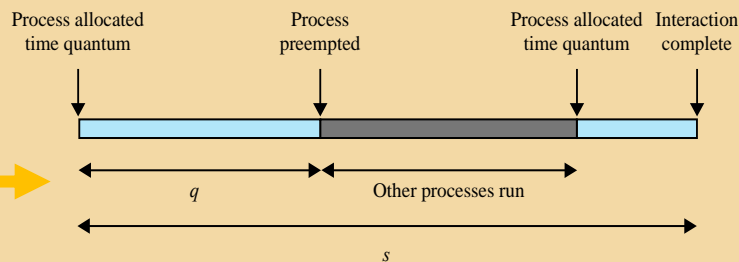 Process allocated
time quantum
Process
preempted
Process allocated
time quantum
Interaction
complete
q
Other processes run
s